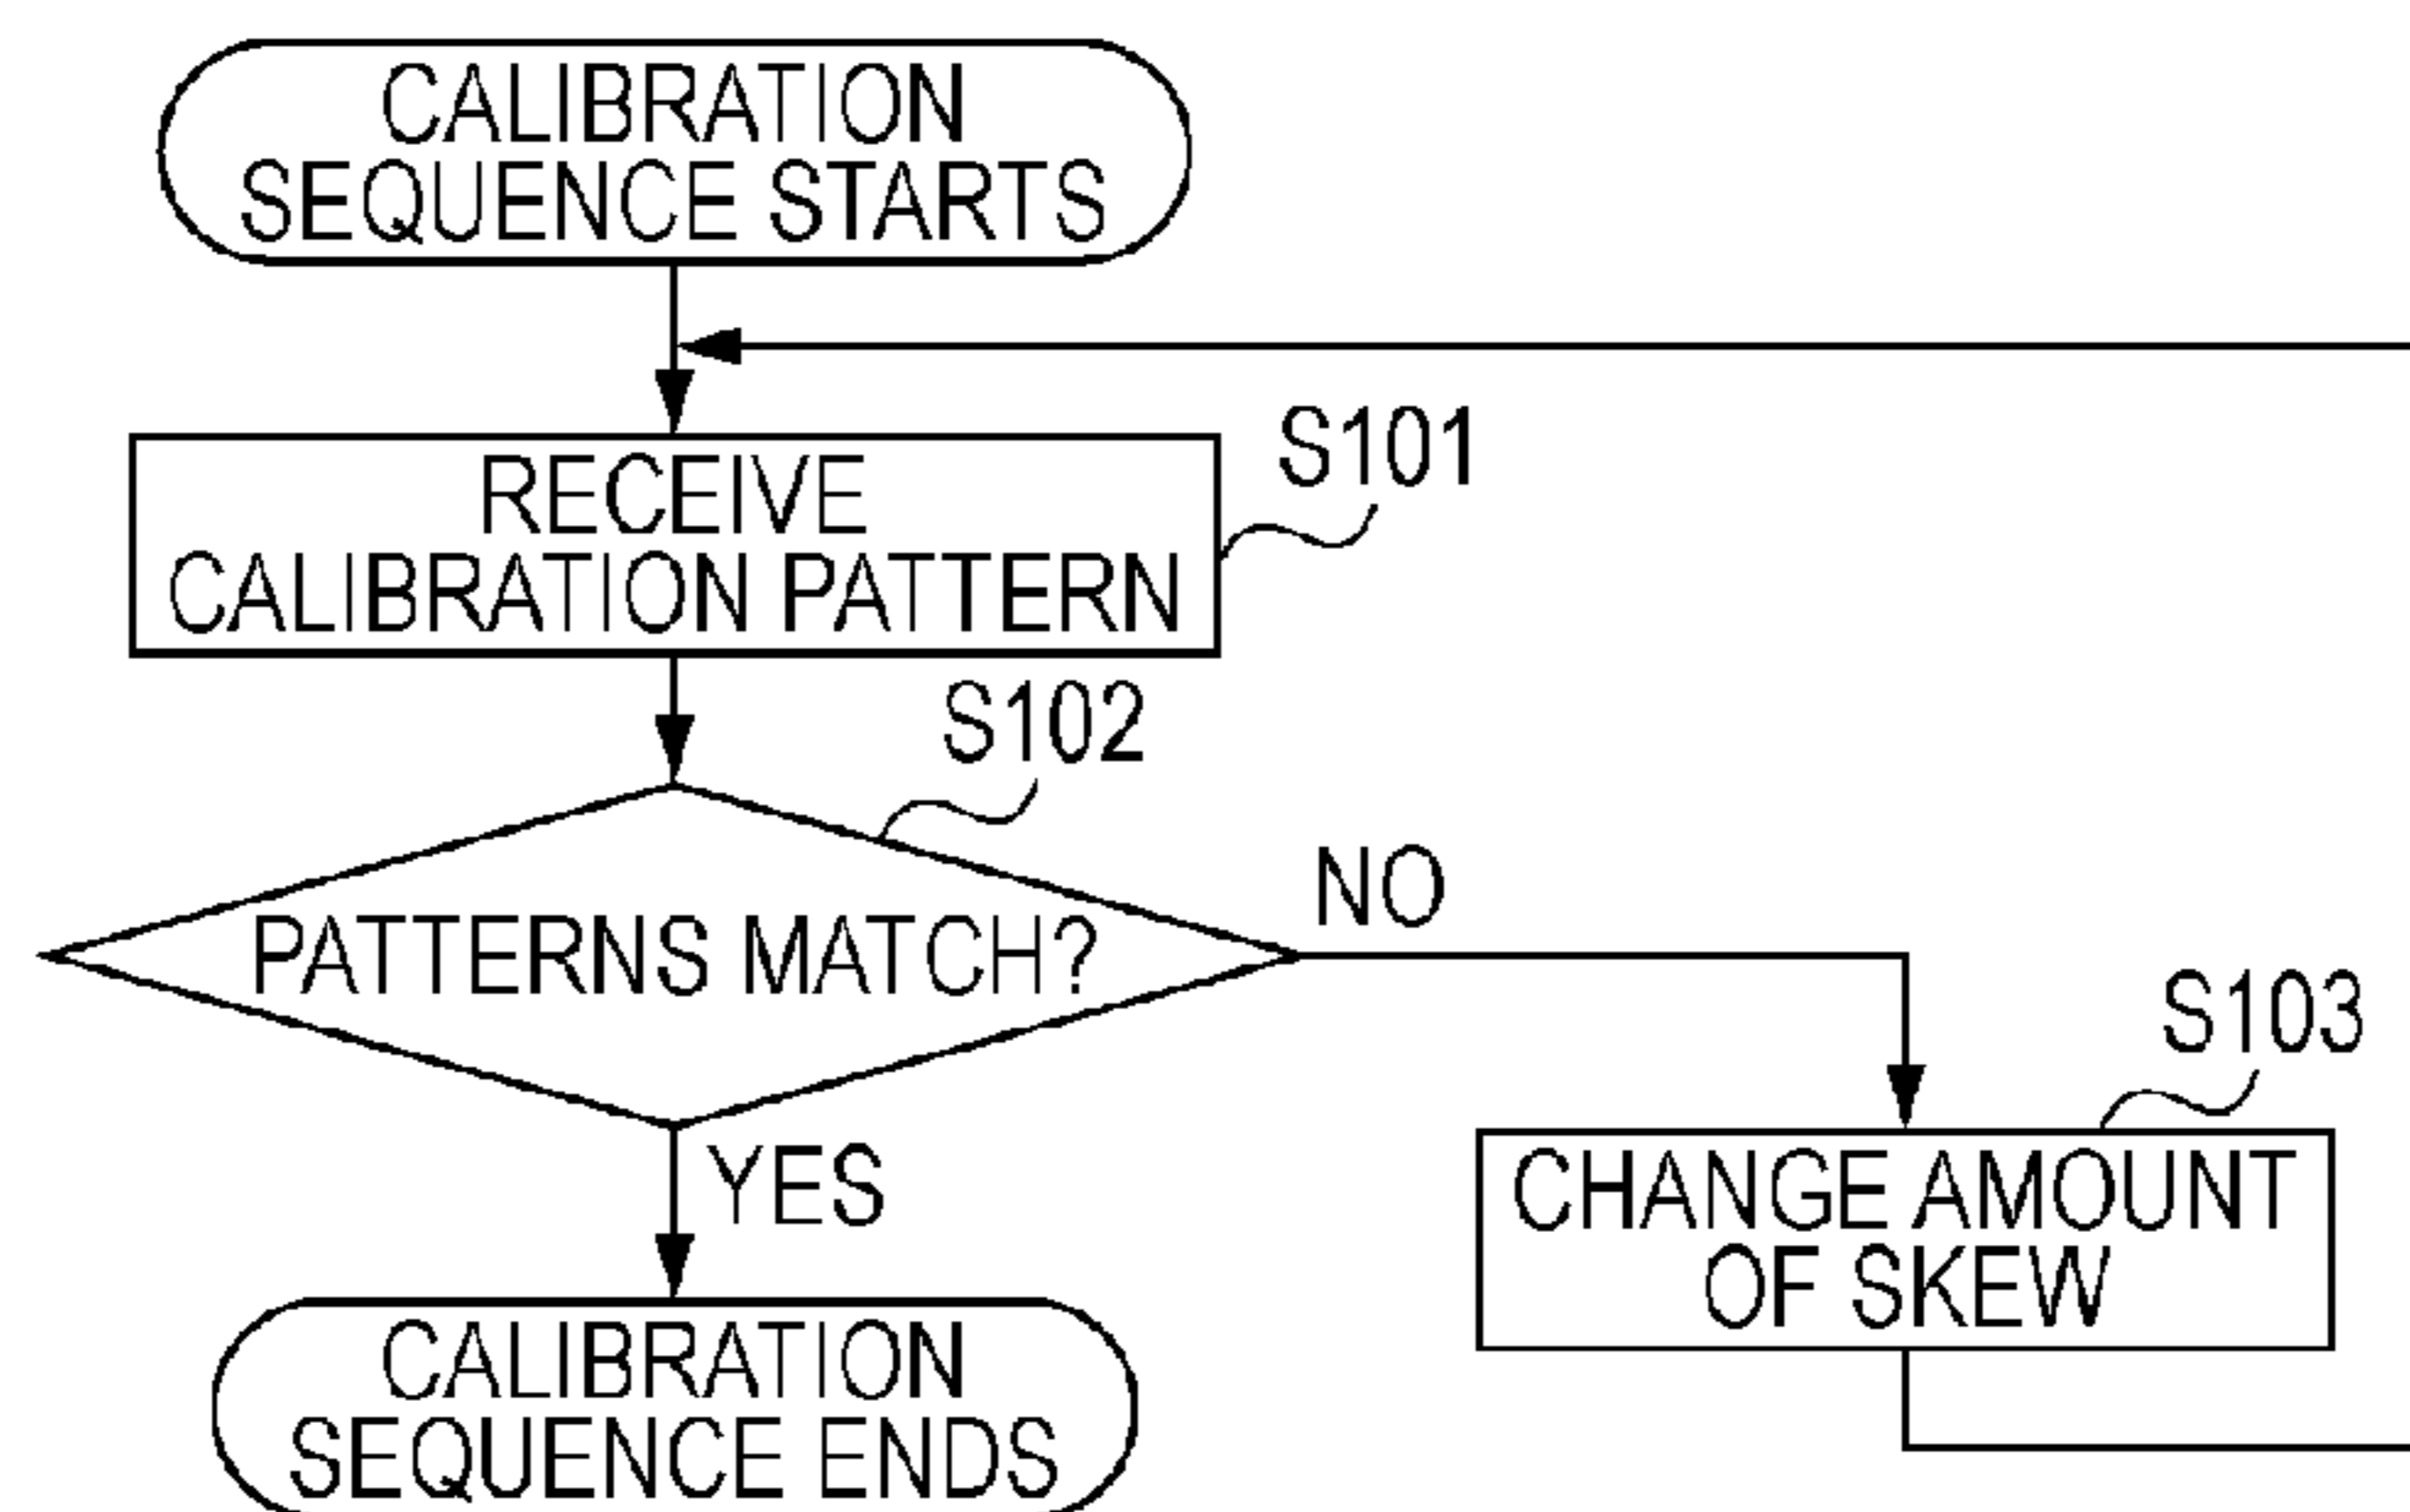 CALIBRATION
SEQUENCE STARTS
S101
RECEIVE
CALIBRATION PATTERN
S102
PATTERNS MATCH?
NO
S103
YES
CHANGE AMOUNT
OF SKEW
CALIBRATION
SEQUENCE ENDS